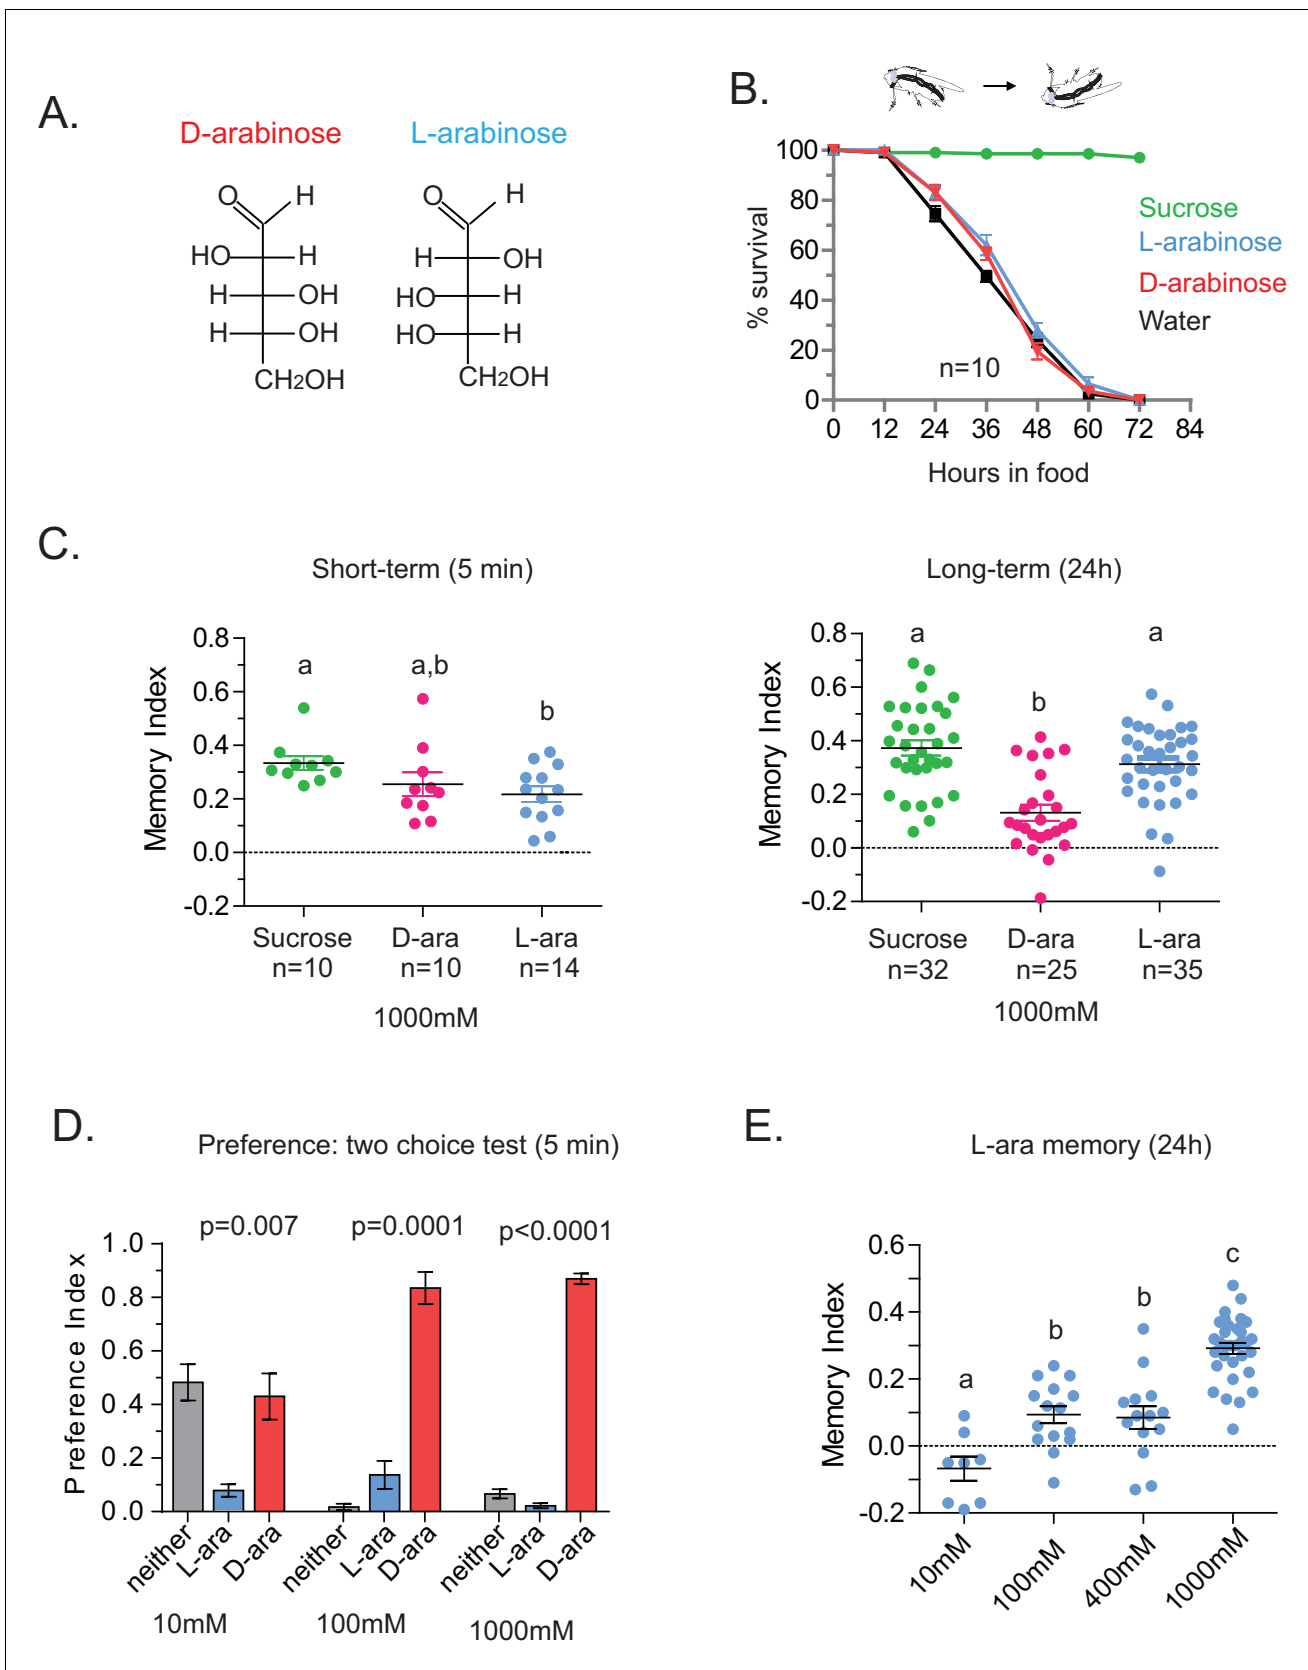 A.
D-arabinose
L-arabinose
O H
HO H
H OH
H OH
CH2OH
O H
H OH
HO H
HO H
CH2OH
B.
% survival
100
80
60
40
20
0
0 12 24 36 48 60 72 84
Hours in food
n=10
Sucrose
L-arabinose
D-arabinose
Water
C.
Short-term (5 min)
Memory Index
0.8
0.6
0.4
0.2
0.0
-0.2
a
a,b
b
Sucrose D-ara L-ara
n=10 n=10 n=14
1000mM
Long-term (24h)
Memory Index
0.8
0.6
0.4
0.2
0.0
-0.2
a
b
a
Sucrose D-ara L-ara
n=32 n=25 n=35
1000mM
D.
Preference: two choice test (5 min)
p=0.007 p=0.0001 p<0.0001
Preference Index
1.0
0.8
0.6
0.4
0.2
0.0
neither L-ara D-ara neither L-ara D-ara neither L-ara D-ara
10mM 100mM 1000mM
E.
L-ara memory (24h)
Memory Index
0.6
0.4
0.2
0.0
-0.2
a
b
b
c
10mM 100mM 400mM 1000mM